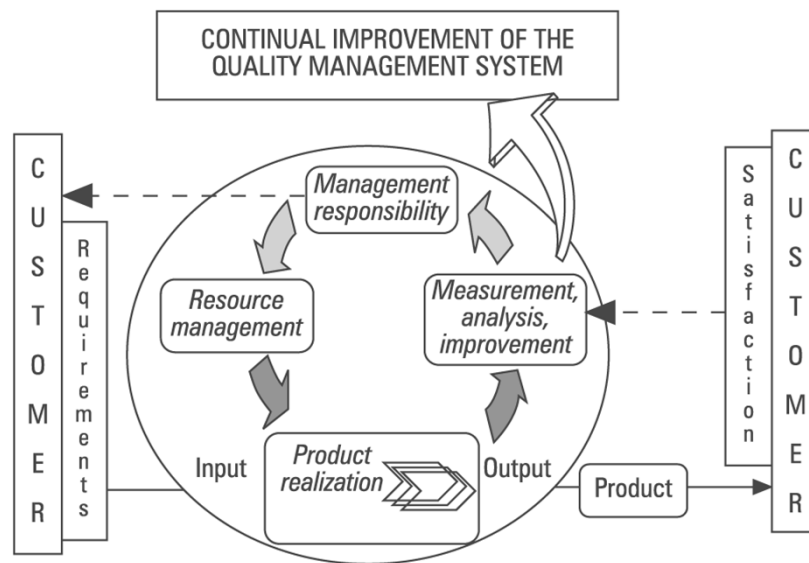 CONTINUAL IMPROVEMENT OF THE
QUALITY MANAGEMENT SYSTEM
CUSTOMER
Requirements
Management
responsibility
Resource
management
Measurement,
analysis,
improvement
Input
Product
realization
Output
Product
Satisfaction
CUSTOMER